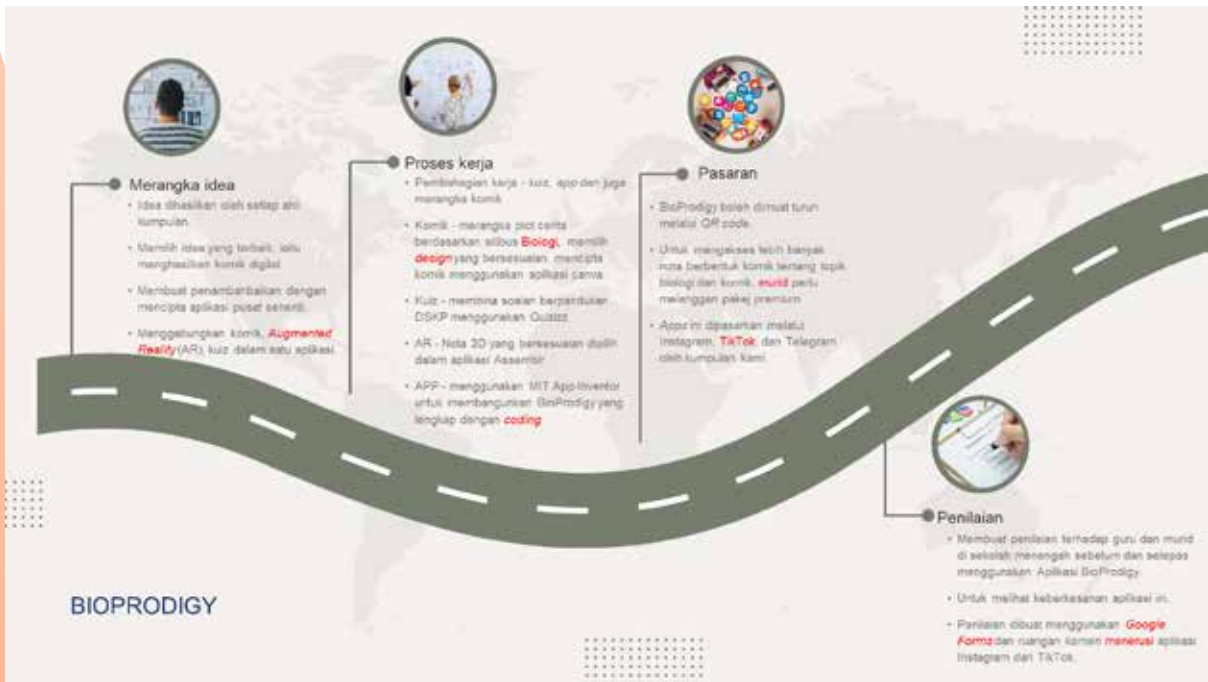 Merangka idea
• Idea dihasilkan oleh setiap ahli
kumpulan.
• Memilih idea yang terbaik, lalu
menghasilkan komik digital
• Membuat penambahbaikan dengan
mencipta aplikasi pusat sehenti.
• Menggabungkan komik, Augmented
Reality (AR), kuiz dalam satu aplikasi.
Proses kerja
• Pembahagian kerja - kuiz, app dan juga
merangka komik
• Komik - merangka plot cerita
berdasarkan silibus Biologi, memilih
design yang bersesuaian, mencipta
komik menggunakan aplikasi canva
• Kuiz - membina soalan berpandukan
DSKP menggunakan Quizizz
• AR - Nota 3D yang bersesuaian dipilih
dalam aplikasi Assemblr
• APP - menggunakan MIT App Inventor
untuk membangunkan BioProdigy yang
lengkap dengan coding
Pasaran
• BioProdigy boleh dimuat turun
melalui QR code.
• Untuk mengakses lebih banyak
nota berbentuk komik tentang topik
biologi dan komik, murid perlu
melanggan pakej premium
• Apps ini dipasarkan melalui
Instagram, TikTok, dan Telegram
oleh kumpulan kami
Penilaian
• Membuat penilaian terhadap guru dan murid
di sekolah menengah sebelum dan selepas
menggunakan Aplikasi BioProdigy.
• Untuk melihat keberkesanan aplikasi ini.
• Penilaian dibuat menggunakan Google
Forms dan ruangan komen menerusi aplikasi
Instagram dan TikTok.
BIOPRODIGY